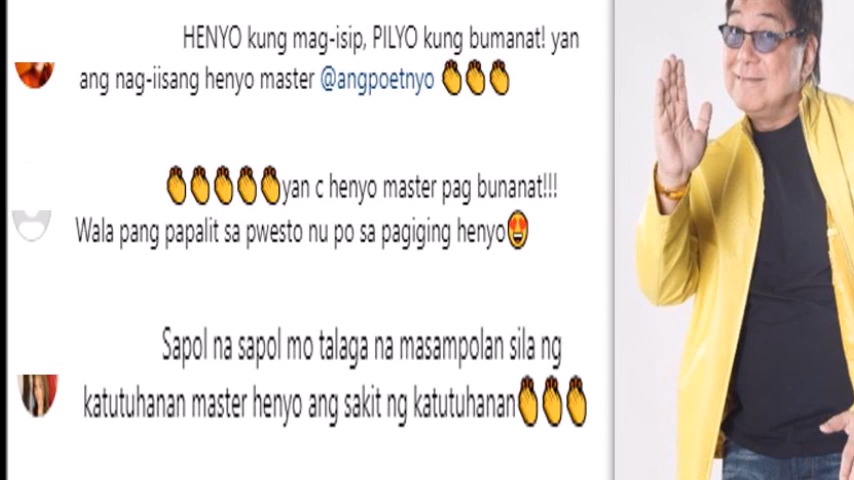 HENYO kung mag-isip, PILYO kung bumanat! yan
ang nag-iisang henyo master @angpoetnyo 👏👏👏
👏👏👏👏👏yan c henyo master pag bunanat!!!
Wala pang papalit sa pwesto nu po sa pagiging henyo😍
Sapol na sapol mo talaga na masampolan sila ng
katutuhanan master henyo ang sakit ng katutuhanan👏👏👏